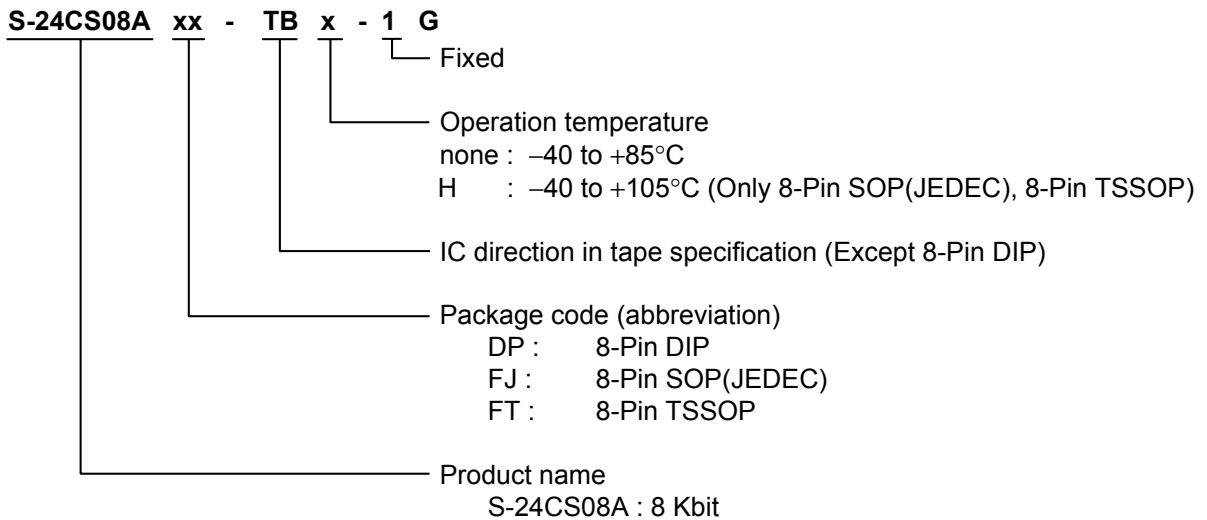 S-24CS08A xx - TB x - 1 G
Fixed
Operation temperature
none : −40 to +85°C
H : −40 to +105°C (Only 8-Pin SOP(JEDEC), 8-Pin TSSOP)
IC direction in tape specification (Except 8-Pin DIP)
Package code (abbreviation)
DP : 8-Pin DIP
FJ : 8-Pin SOP(JEDEC)
FT : 8-Pin TSSOP
Product name
S-24CS08A : 8 Kbit